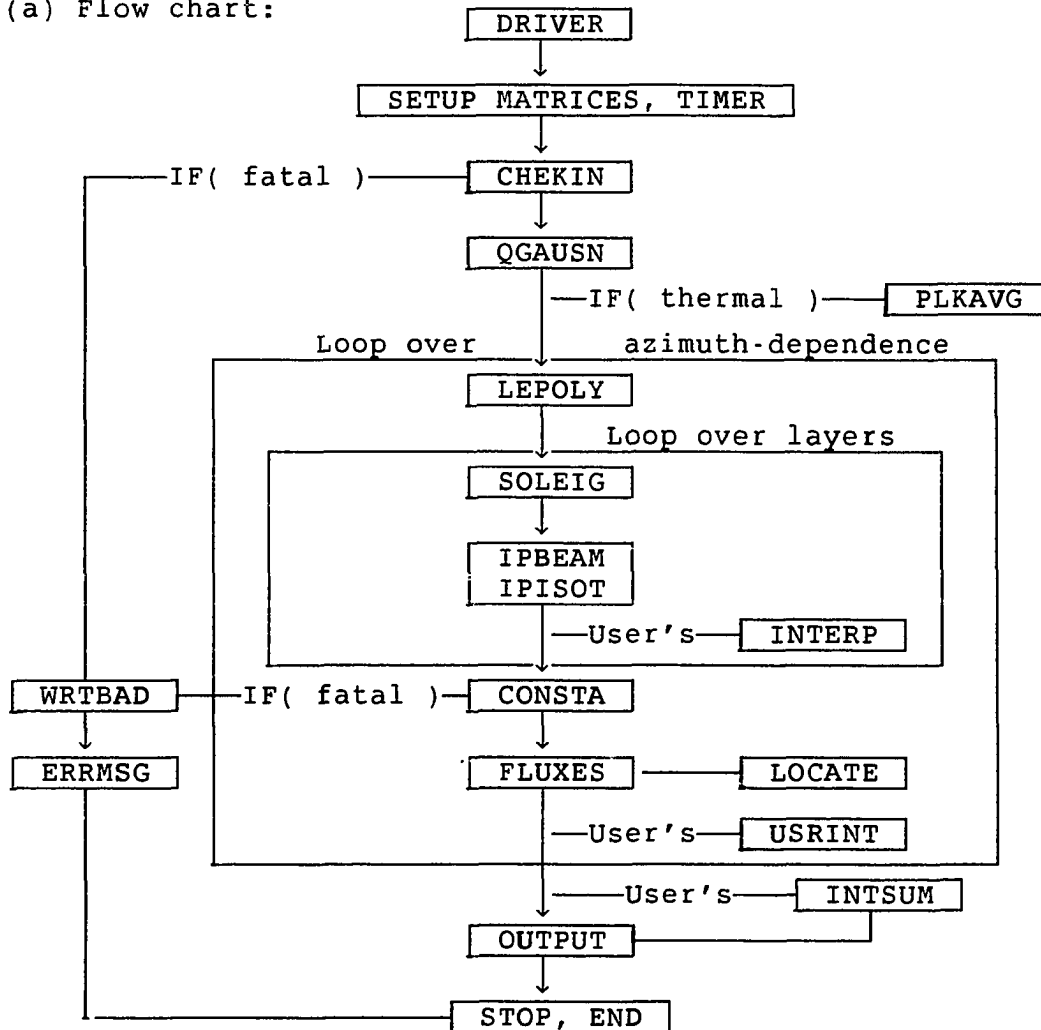 (a) Flow chart:
DRIVER
SETUP MATRICES, TIMER
IF( fatal )
CHEKIN
QGAUSN
IF( thermal )
PLKAVG
Loop over
azimuth-dependence
LEPOLY
Loop over layers
SOLEIG
IPBEAM
IPISOT
User's
INTERP
WRTBAD
IF( fatal )
CONSTA
ERRMSG
FLUXES
LOCATE
User's
USRINT
User's
INTSUM
OUTPUT
STOP, END